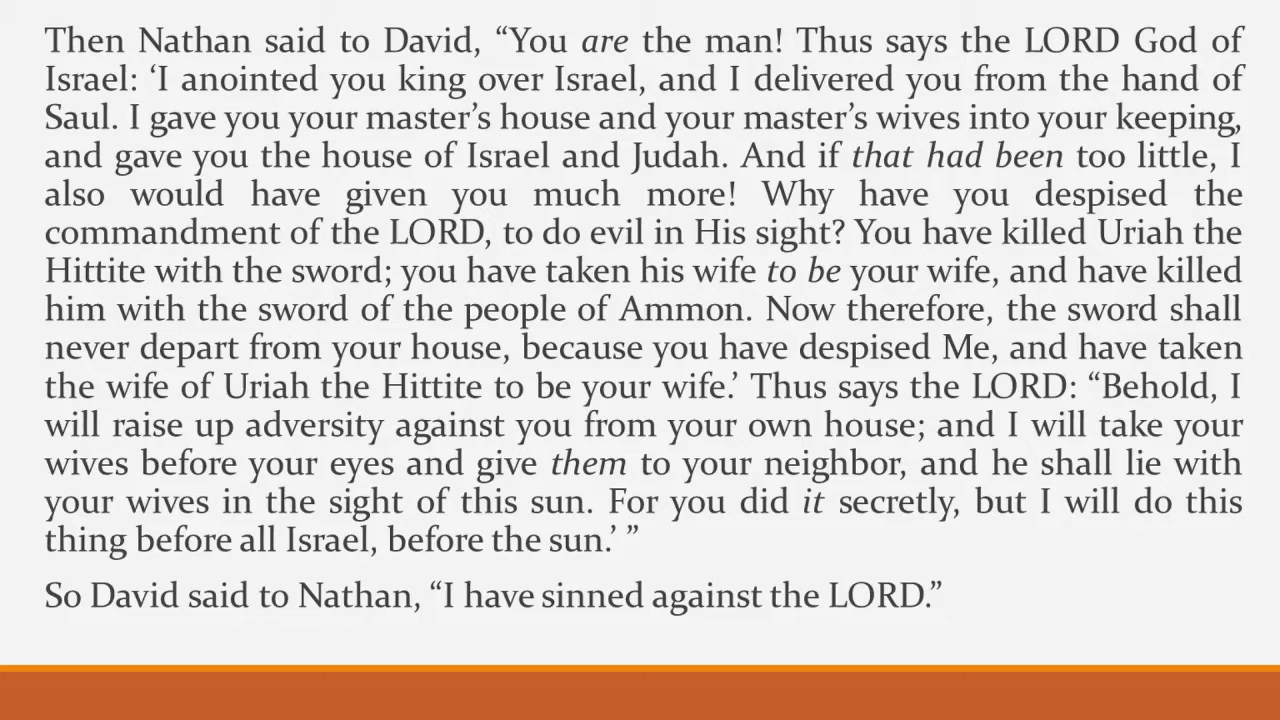 Then Nathan said to David, “You are the man! Thus says the LORD God of
Israel: ‘I anointed you king over Israel, and I delivered you from the hand of
Saul. I gave you your master’s house and your master’s wives into your keeping,
and gave you the house of Israel and Judah. And if that had been too little, I
also would have given you much more! Why have you despised the
commandment of the LORD, to do evil in His sight? You have killed Uriah the
Hittite with the sword; you have taken his wife to be your wife, and have killed
him with the sword of the people of Ammon. Now therefore, the sword shall
never depart from your house, because you have despised Me, and have taken
the wife of Uriah the Hittite to be your wife.’ Thus says the LORD: “Behold, I
will raise up adversity against you from your own house; and I will take your
wives before your eyes and give them to your neighbor, and he shall lie with
your wives in the sight of this sun. For you did it secretly, but I will do this
thing before all Israel, before the sun.’ ”
So David said to Nathan, “I have sinned against the LORD.”